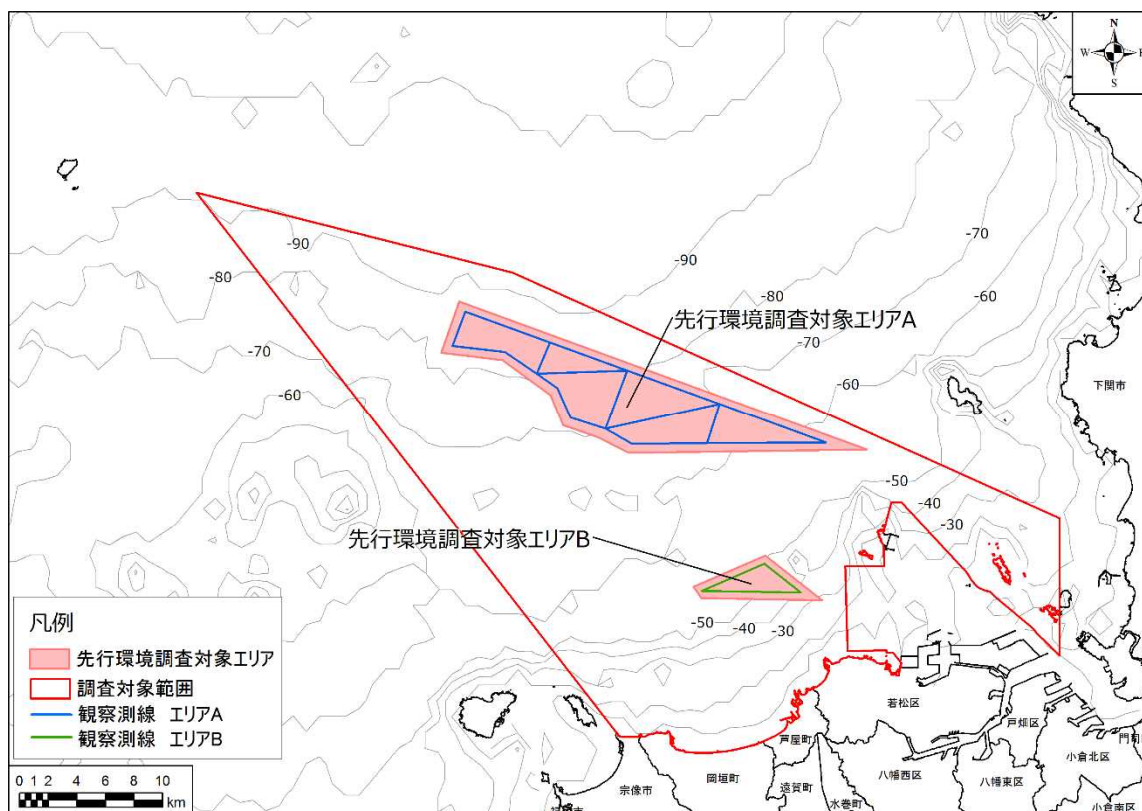 N
W
E
S
-90
-80
-70
-60
-90
-80
-70
-60
-70
-60
先行環境調査対象エリアA
下関市
-50
-40
-30
先行環境調査対象エリアB
-50
-40
-30
凡例
先行環境調査対象エリア
調査対象範囲
観察測線 エリアA
観察測線 エリアB
0 1 2 4 6 8 10
km
若松区
戸畑区
芦屋町
小倉北区
宗像市
岡垣町
遠賀町
八幡西区
八幡東区
水巻町
小倉南区